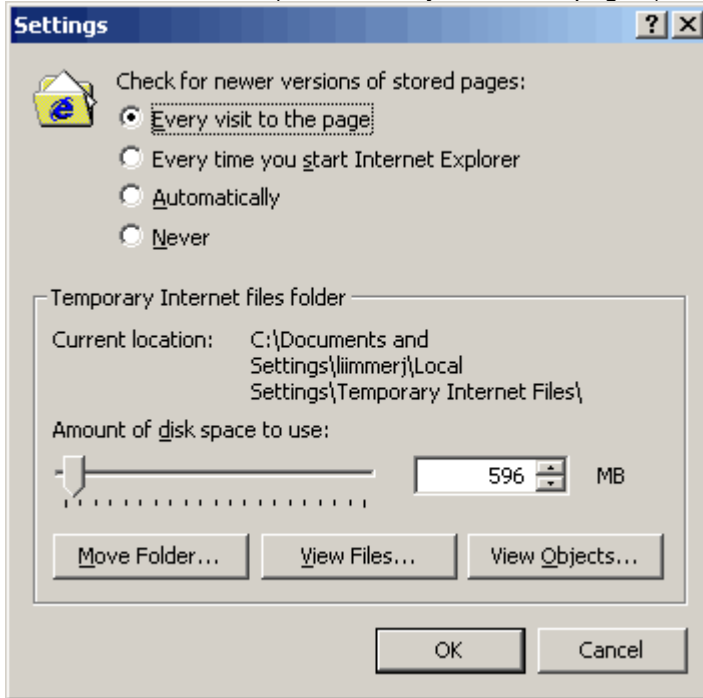 Settings
Check for newer versions of stored pages:
Every visit to the page
Every time you start Internet Explorer
Automatically
Never
Temporary Internet files folder
Current location: C:\Documents and
Settings\liimmerj\Local
Settings\Temporary Internet Files\
Amount of disk space to use:
596 MB
Move Folder... View Files... View Objects...
OK Cancel